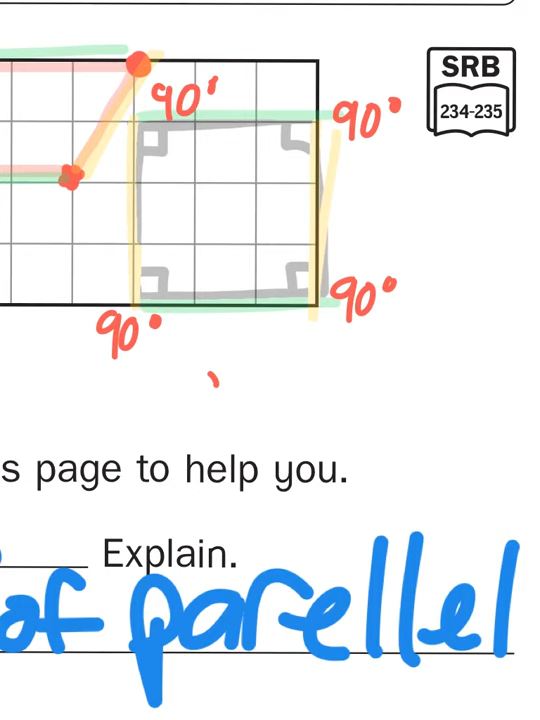 SRB
234-235
90°
90°
90°
90°
s page to help you.
Explain.
of parellel